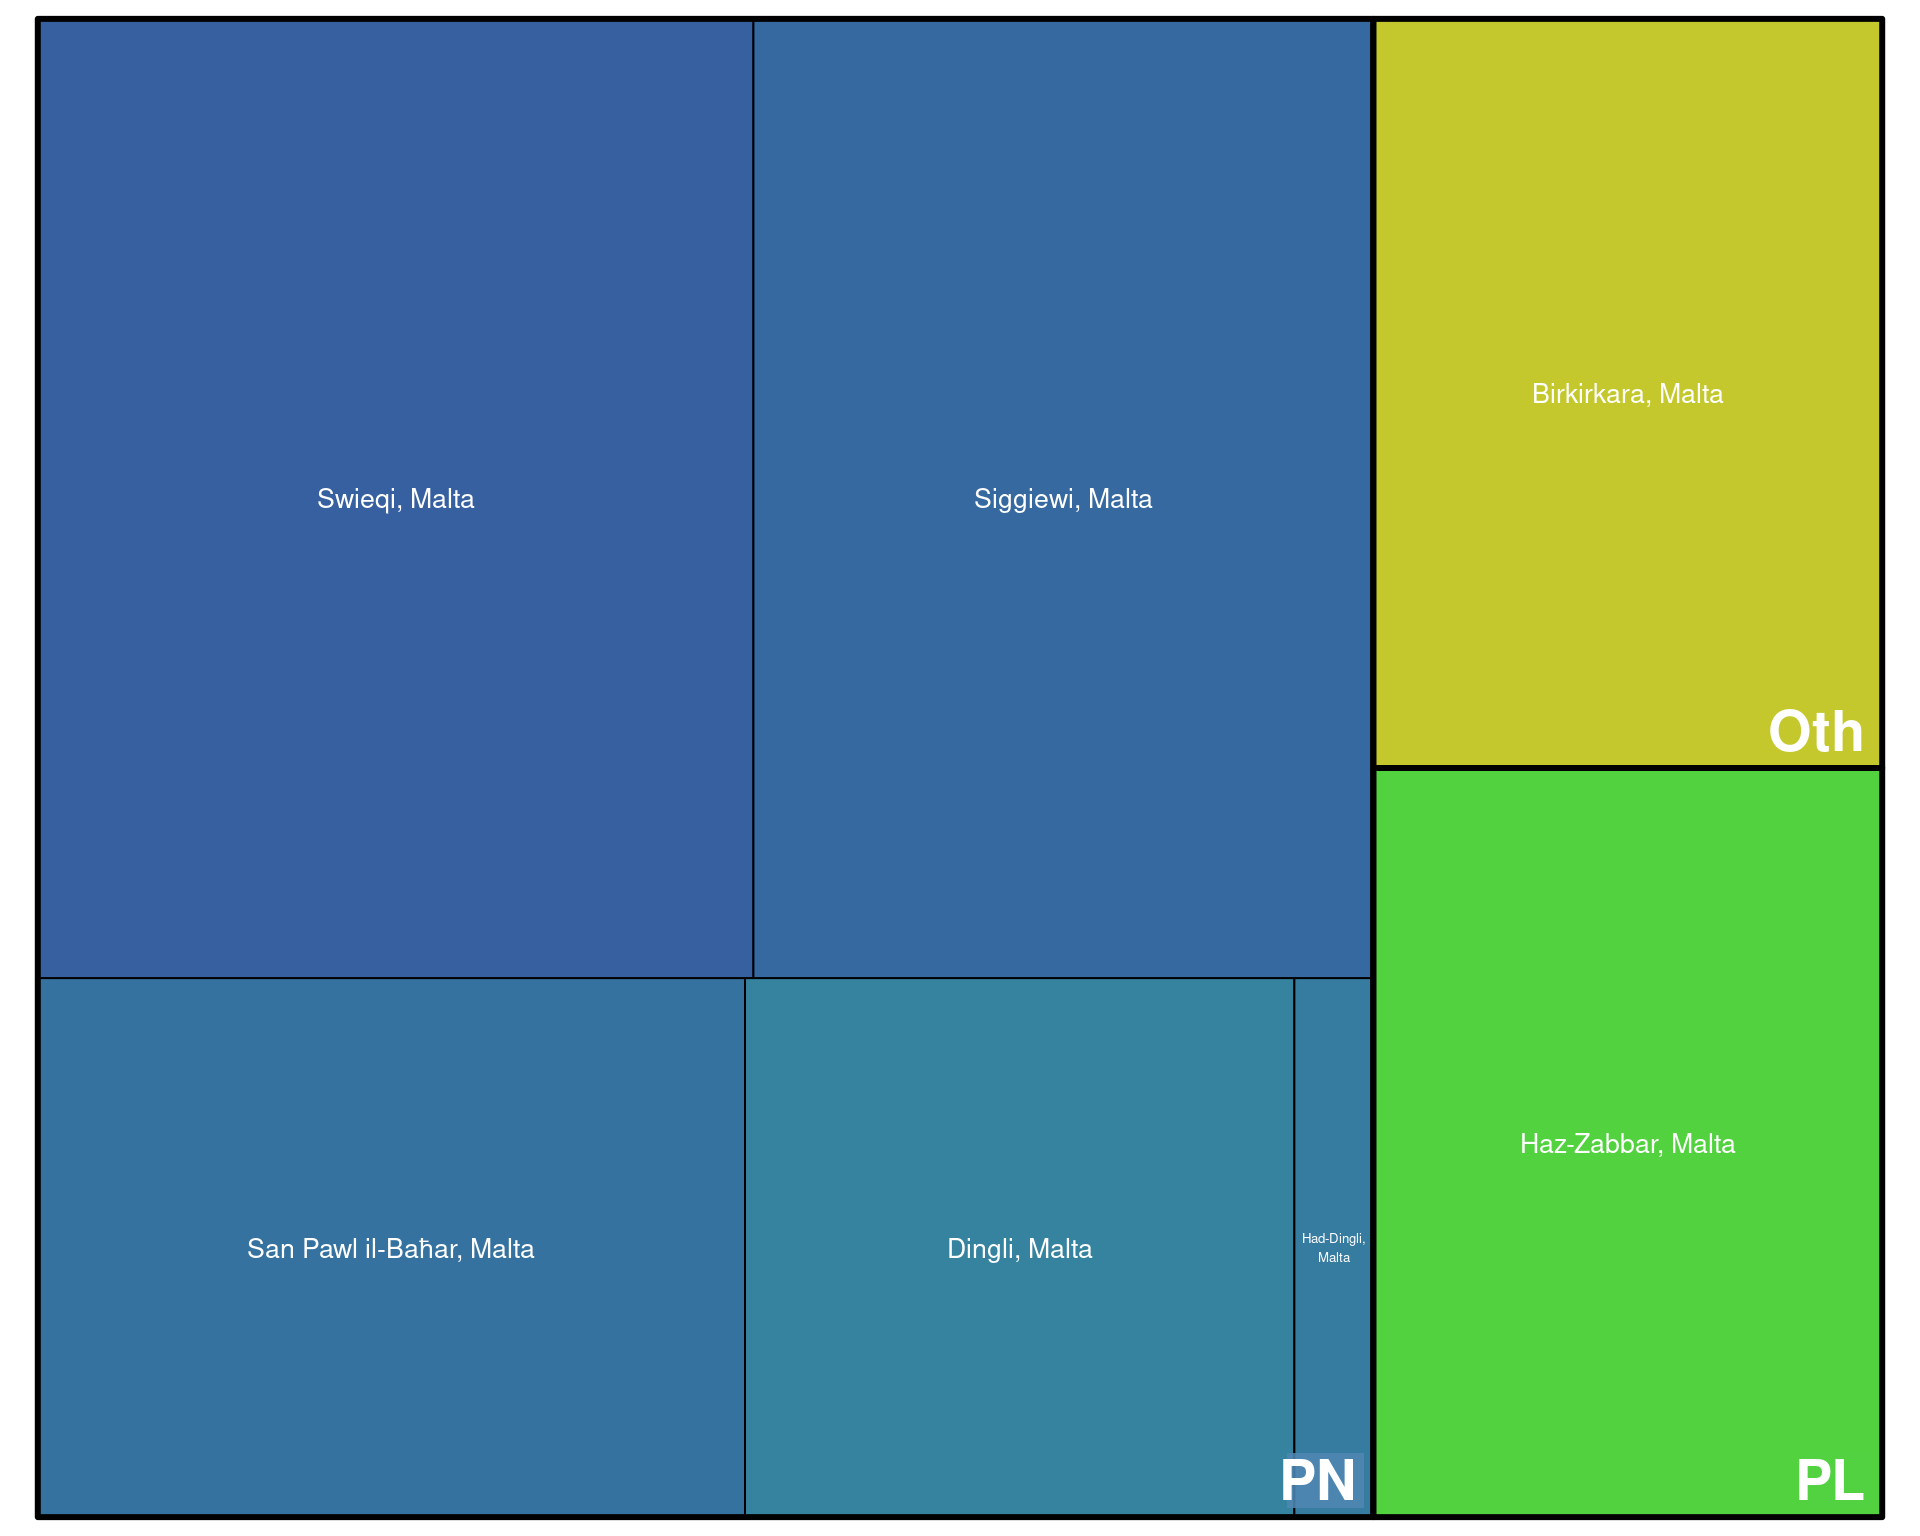 Swieqi, Malta
Siggiewi, Malta
Birkirkara, Malta
Oth
San Pawl il-Baħar, Malta
Dingli, Malta
Had-Dingli,
Malta
PN
Haz-Zabbar, Malta
PL